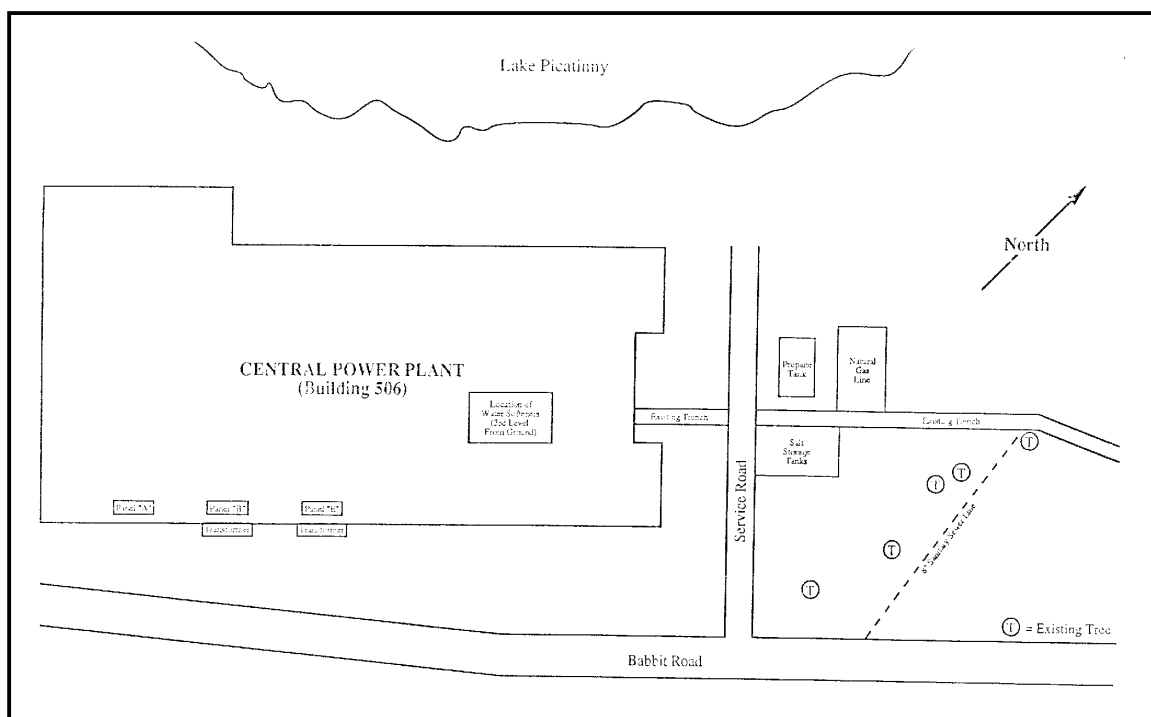 Lake Picatinny
North
CENTRAL POWER PLANT
(Building 506)
Location of
Water Softeners
(2nd Level
From Ground)
Existing Trench
Service Road
Propane
Tank
Natural
Gas
Line
Existing Trench
Salt
Storage
Tanks
T
T
T
T
T
8" Sanitary Sewer Line
Panel "A"
Panel "B"
Panel "E"
Transformer
Transformer
T = Existing Tree
Babbit Road